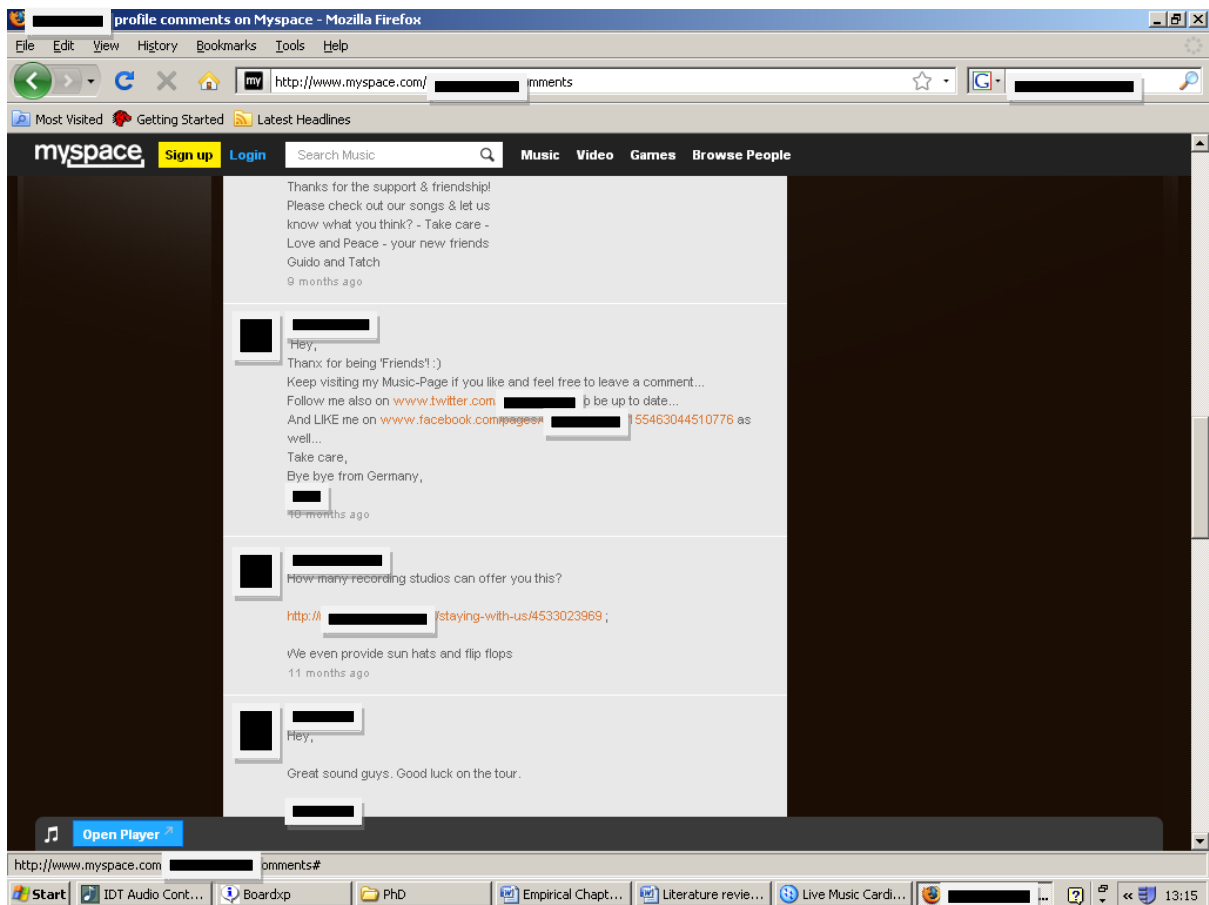 profile comments on Myspace - Mozilla Firefox
File Edit View History Bookmarks Tools Help
my http://www.myspace.com/ mments G
Most Visited Getting Started Latest Headlines
myspace Sign up Login Search Music Music Video Games Browse People
Thanks for the support & friendship!
Please check out our songs & let us
know what you think? - Take care -
Love and Peace - your new friends
Guido and Tatch
9 months ago
Hey,
Thanx for being 'Friends'! :)
Keep visiting my Music-Page if you like and feel free to leave a comment...
Follow me also on www.twitter.com be up to date...
And LIKE me on www.facebook.com/pages/ 155463044510776 as
well...
Take care,
Bye bye from Germany,
10 months ago
How many recording studios can offer you this?
http:// /staying-with-us/4533023969 ;
We even provide sun hats and flip flops
11 months ago
Hey,
Great sound guys. Good luck on the tour.
Open Player
http://www.myspace.com omments#
Start IDT Audio Cont... Boardxp PhD Empirical Chapt... Literature revie... Live Music Cardi... ... 13:15